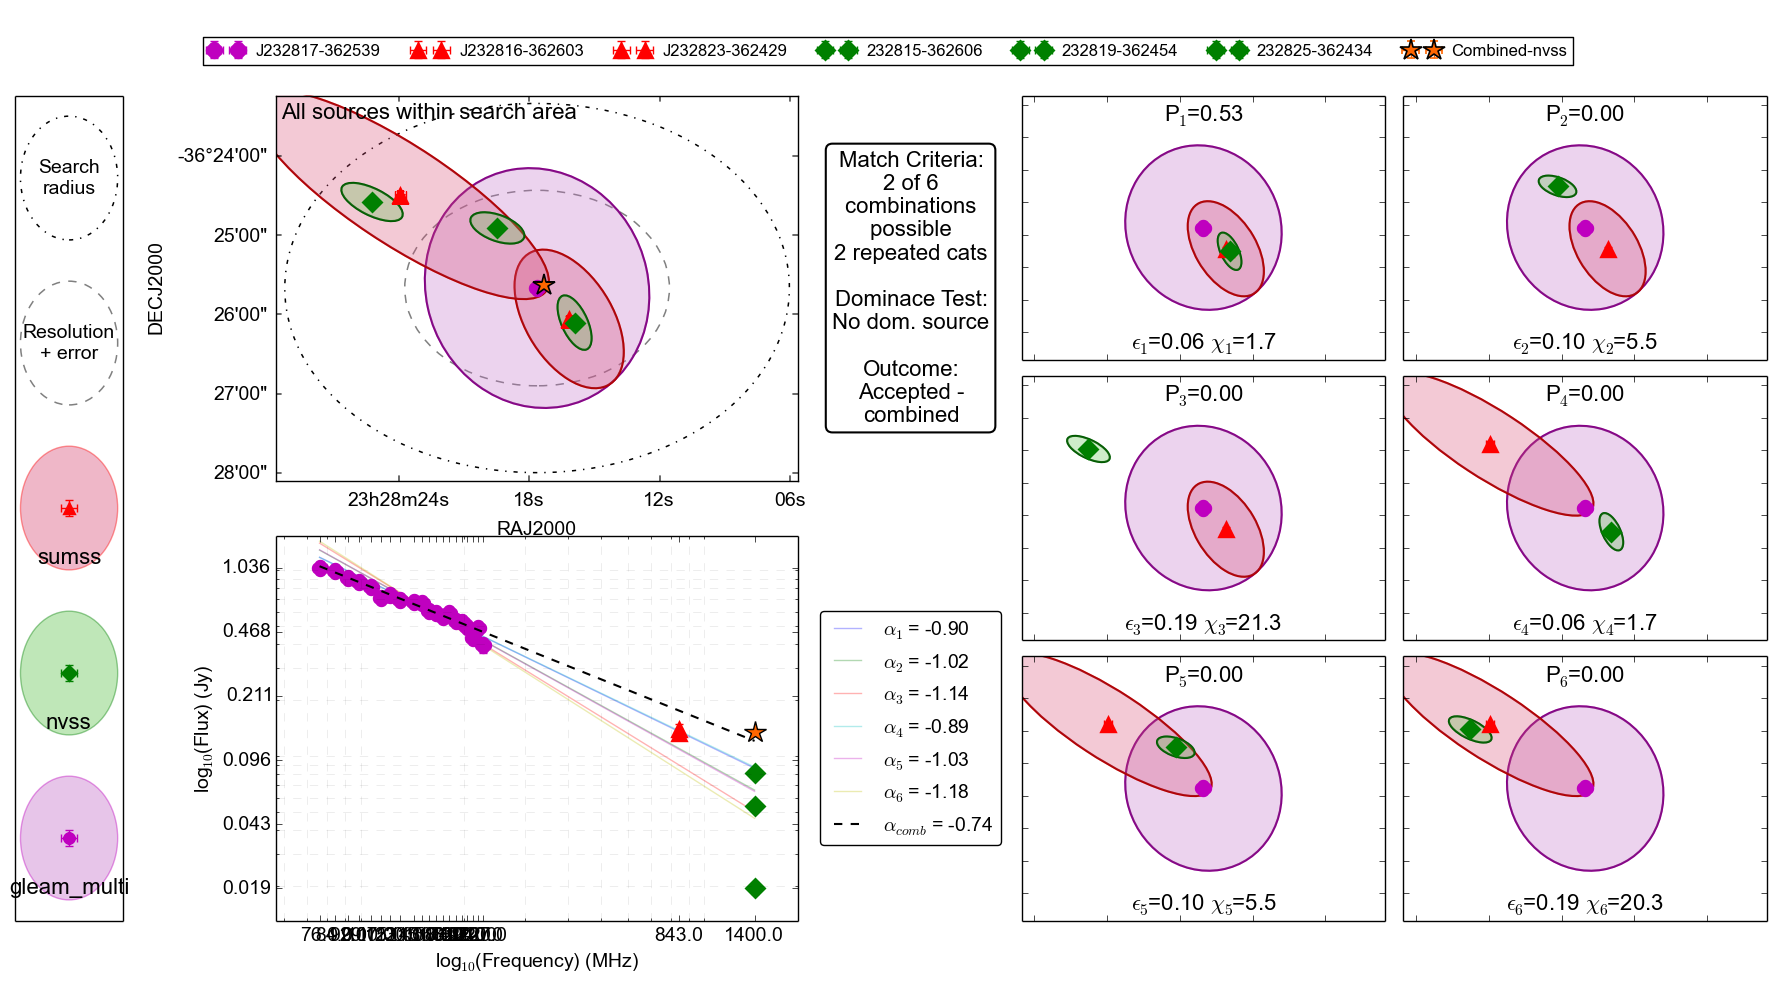 J232817-362539 J232816-362603 J232823-362429 232815-362606 232819-362454 232825-362434 Combined-nvss
Search
radius
Resolution
+ error
sumss
nvss
gleam_multi
All sources within search area
-36°24'00"
25'00"
26'00"
27'00"
28'00"
DECJ2000
23h28m24s 18s 12s 06s
RAJ2000
Match Criteria:
2 of 6
combinations
possible
2 repeated cats
Dominace Test:
No dom. source
Outcome:
Accepted -
combined
1.036
0.468
0.211
0.096
0.043
0.019
log10(Flux) (Jy)
843.0 1400.0
log10(Frequency) (MHz)
α1 = -0.90
α2 = -1.02
α3 = -1.14
α4 = -0.89
α5 = -1.03
α6 = -1.18
αcomb = -0.74
P1=0.53
ϵ1=0.06 χ1=1.7
P2=0.00
ϵ2=0.10 χ2=5.5
P3=0.00
ϵ3=0.19 χ3=21.3
P4=0.00
ϵ4=0.06 χ4=1.7
P5=0.00
ϵ5=0.10 χ5=5.5
P6=0.00
ϵ6=0.19 χ6=20.3